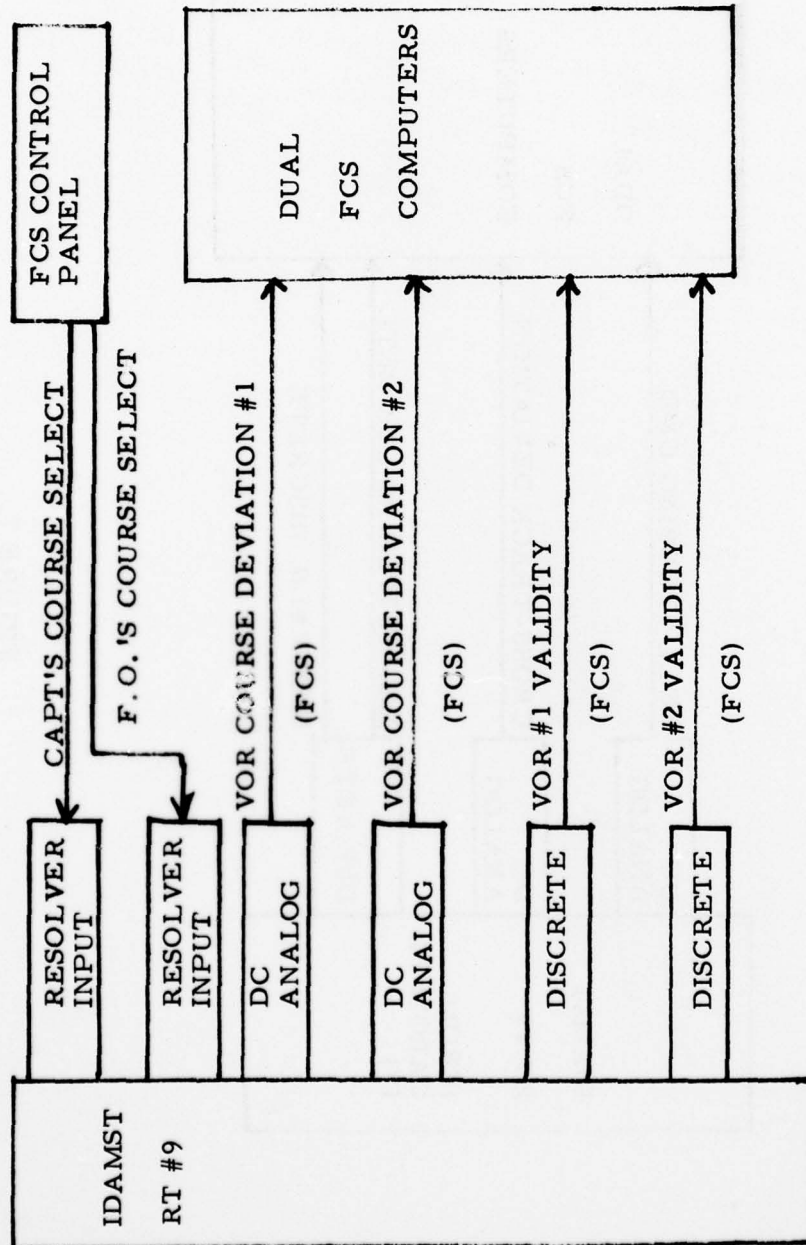 IDAMST
RT #9
RESOLVER
INPUT
RESOLVER
INPUT
DC
ANALOG
DC
ANALOG
DISCRETE
DISCRETE
CAPT'S COURSE SELECT
F.O.'S COURSE SELECT
VOR COURSE DEVIATION #1
(FCS)
VOR COURSE DEVIATION #2
(FCS)
VOR #1 VALIDITY
(FCS)
VOR #2 VALIDITY
(FCS)
FCS CONTROL
PANEL
DUAL
FCS
COMPUTERS